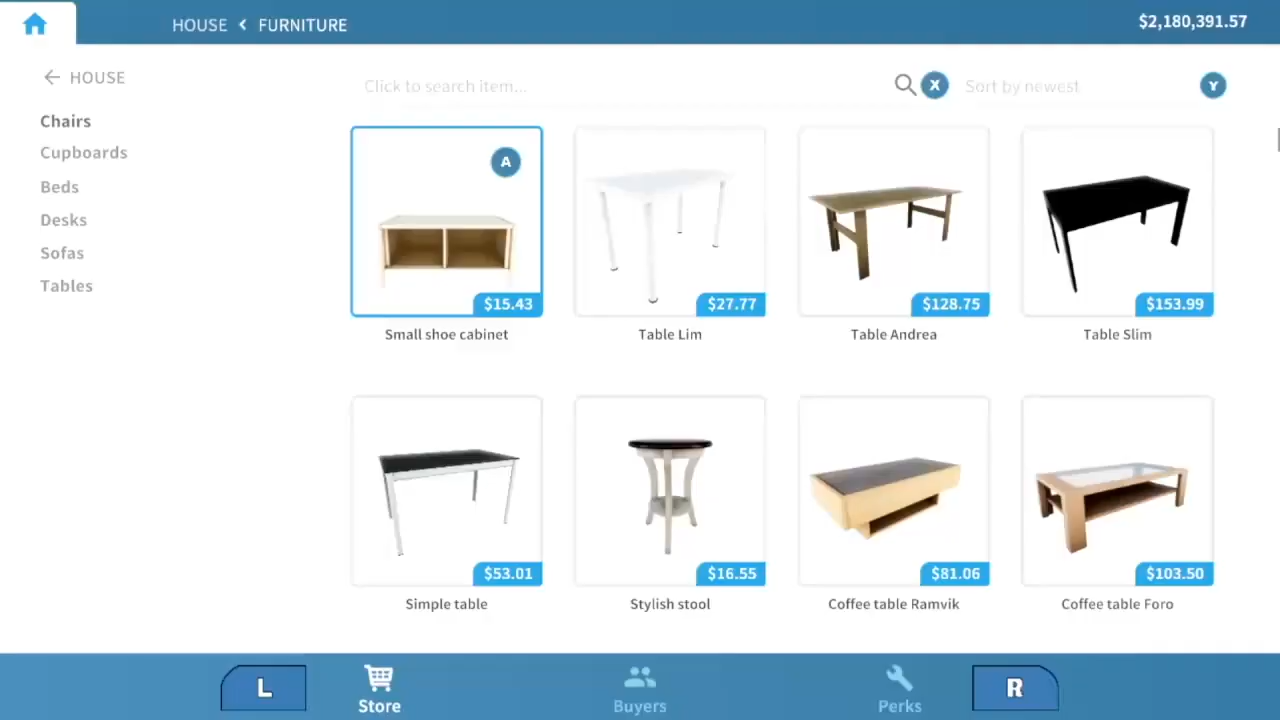 HOUSE < FURNITURE
$2,180,391.57
← HOUSE
Click to search item...
X
Sort by newest
Y
Chairs
Cupboards
Beds
Desks
Sofas
Tables
A
$15.43
$27.77
$128.75
$153.99
Small shoe cabinet
Table Lim
Table Andrea
Table Slim
$53.01
$16.55
$81.06
$103.50
Simple table
Stylish stool
Coffee table Ramvik
Coffee table Foro
L
Store
Buyers
Perks
R